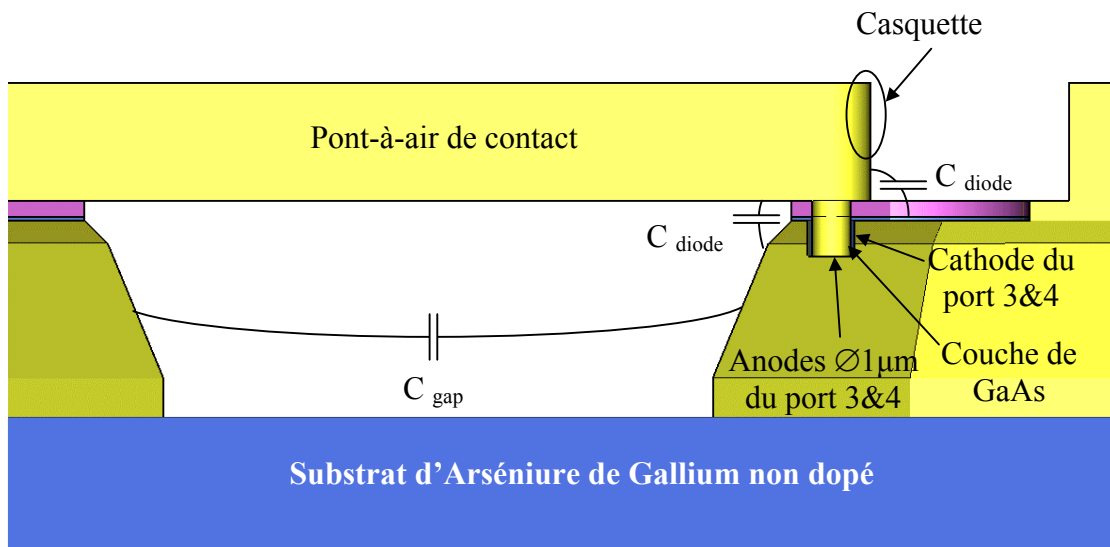 Casquette
Pont-à-air de contact
C diode
C diode
Cathode du
port 3&4
Anodes ∅1μm
du port 3&4
Couche de
GaAs
C gap
Substrat d’Arséniure de Gallium non dopé